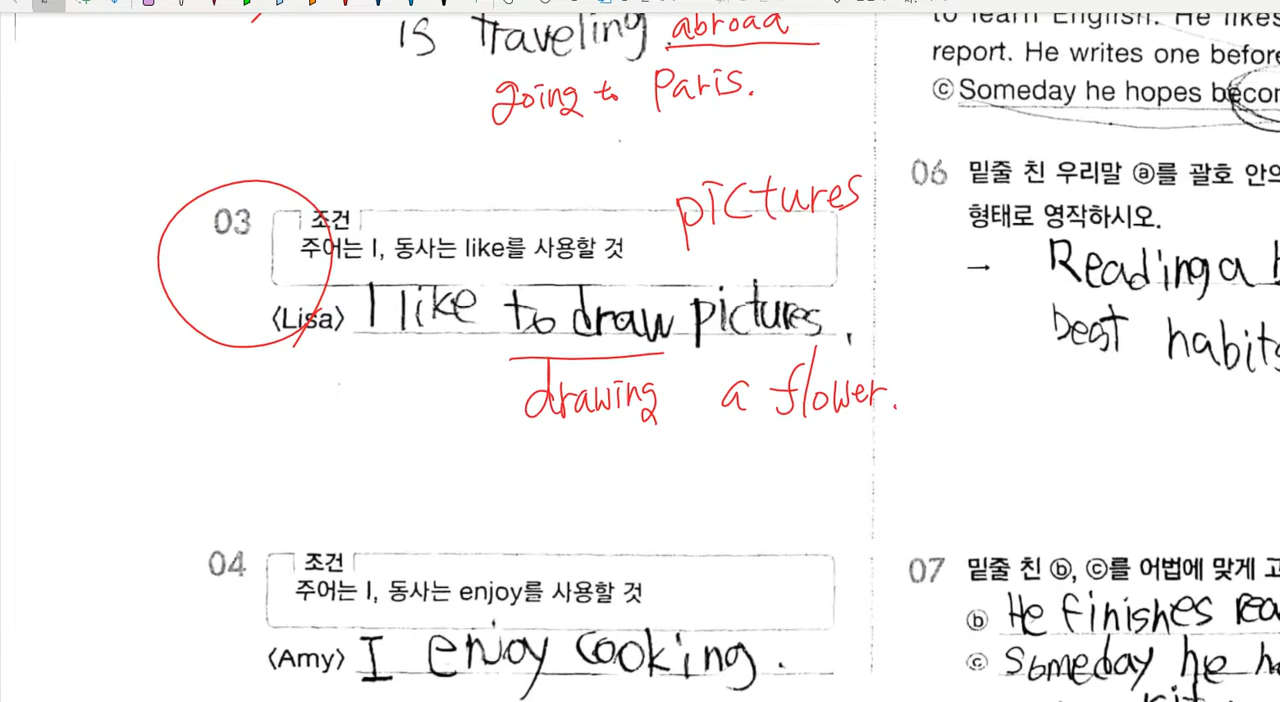 is traveling abroad
going to Paris.
03
조건
pictures
주어는 I, 동사는 like를 사용할 것
〈Lisa〉 I like to draw pictures.
drawing a flower.
04
조건
주어는 I, 동사는 enjoy를 사용할 것
〈Amy〉 I enjoy cooking.
to learn English. He likes
report. He writes one before
ⓒ Someday he hopes becom
06 밑줄 친 우리말 ⓐ를 괄호 안의
형태로 영작하시오.
→ Reading a
best habits
07 밑줄 친 ⓑ, ⓒ를 어법에 맞게 고
ⓑ He finishes rea
ⓒ Someday he h